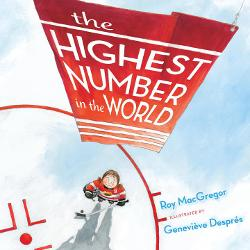 the
HIGHEST
NUMBER
in the WORLD
Roy MacGregor
ILLUSTRATED BY
Geneviève Després